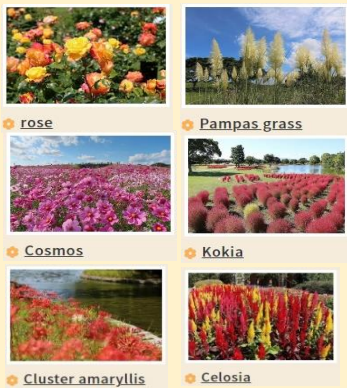 rose
Pampas grass
Cosmos
Kokia
Cluster amaryllis
Celosia